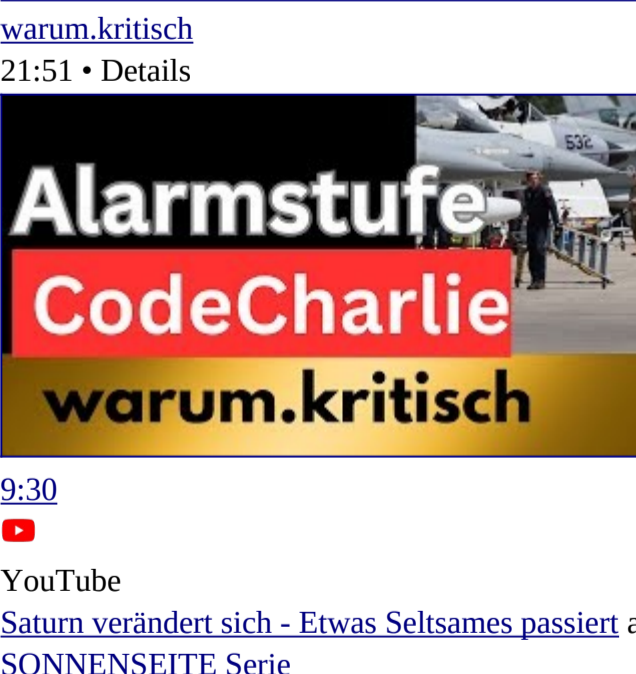 warum.kritisch
21:51 • Details
532
Alarmstufe
CodeCharlie
warum.kritisch
9:30
YouTube
Saturn verändert sich - Etwas Seltsames passiert a
SONNENSEITE Serie